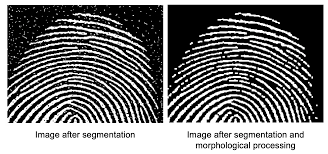 Image after segmentation
Image after segmentation and
morphological processing